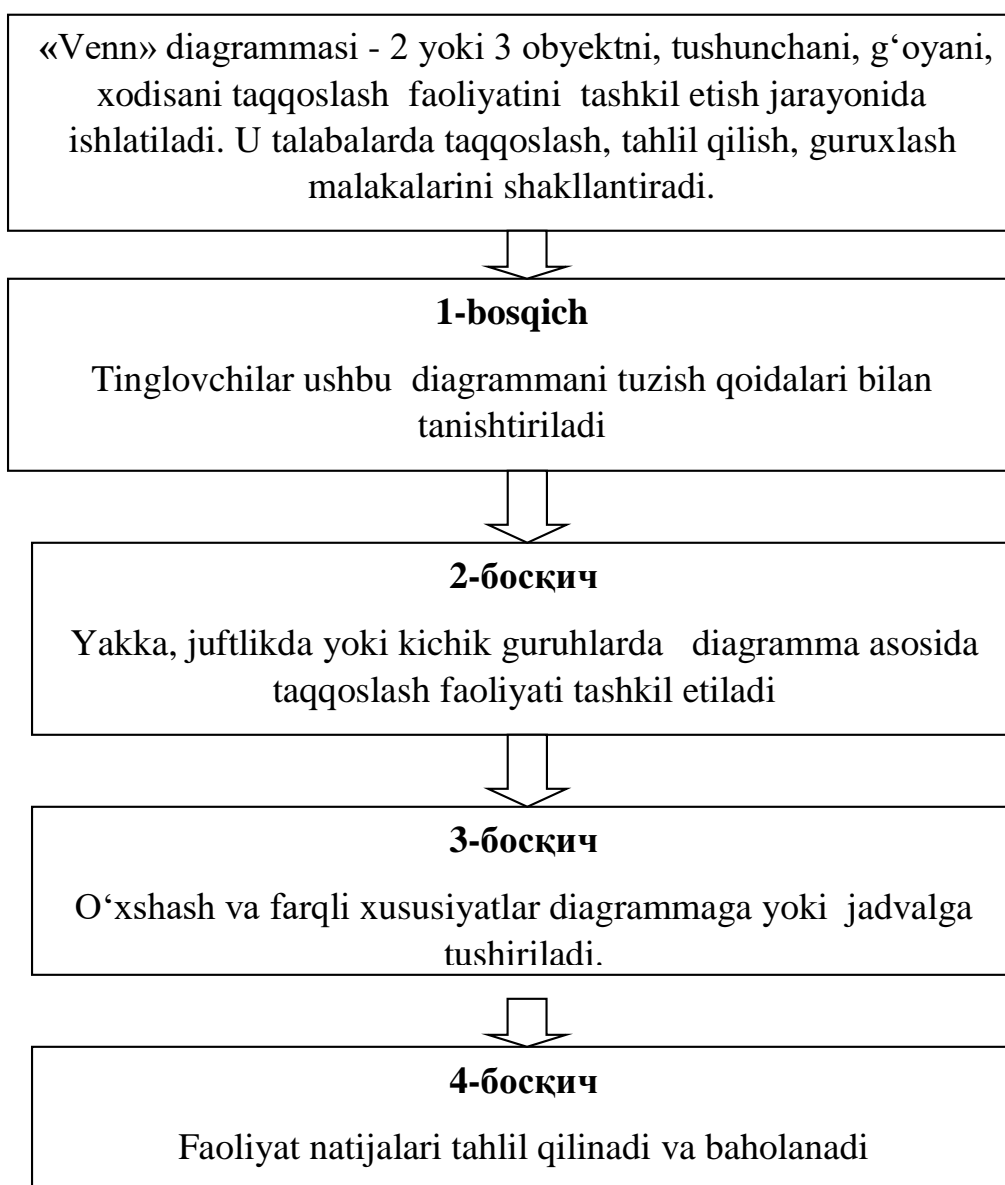 «Venn» diagrammasi - 2 yoki 3 obyektni, tushunchani, g‘oyani,
xodisani taqqoslash faoliyatini tashkil etish jarayonida
ishlatiladi. U talabalarda taqqoslash, tahlil qilish, guruxlash
malakalarini shakllantiradi.
1-bosqich
Tinglovchilar ushbu diagrammani tuzish qoidalari bilan
tanishtiriladi
2-босқич
Yakka, juftlikda yoki kichik guruhlarda diagramma asosida
taqqoslash faoliyati tashkil etiladi
3-босқич
O‘xshash va farqli xususiyatlar diagrammaga yoki jadvalga
tushiriladi.
4-босқич
Faoliyat natijalari tahlil qilinadi va baholanadi